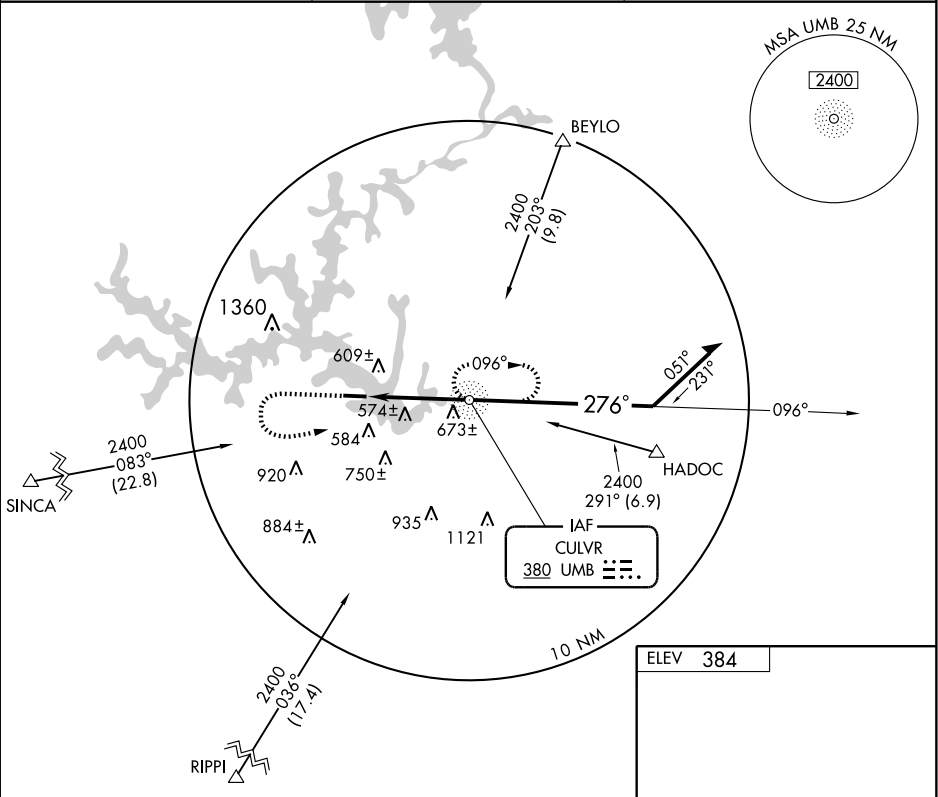 MSA UMB 25 NM
2400
BEYLO
2400
203°
(9.8)
1360
609±
096°
051°
231°
574±
276°
096°
673±
584
2400
083°
(22.8)
SINCA
920
750±
HADOC
2400
291° (6.9)
884±
935
1121
IAF
CULVR
380 UMB
10 NM
ELEV 384
2400
036°
(17.4)
RIPPI